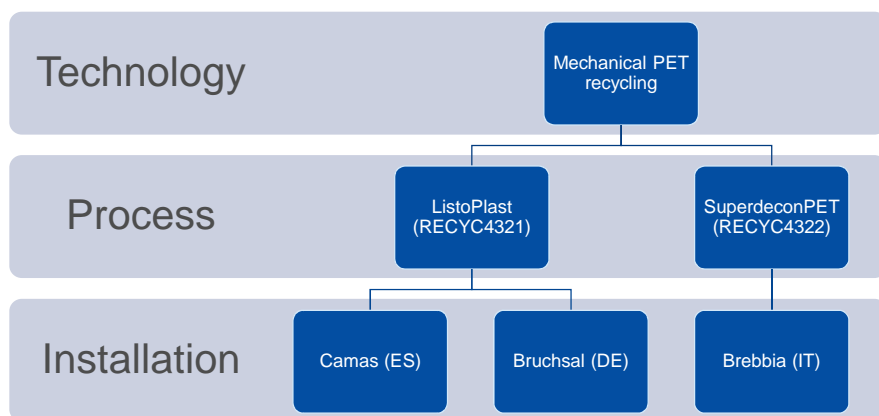 Technology
Mechanical PET
recycling
Process
ListoPlast
(RECYC4321)
SuperdeconPET
(RECYC4322)
Installation
Camas (ES)
Bruchsal (DE)
Brebbia (IT)